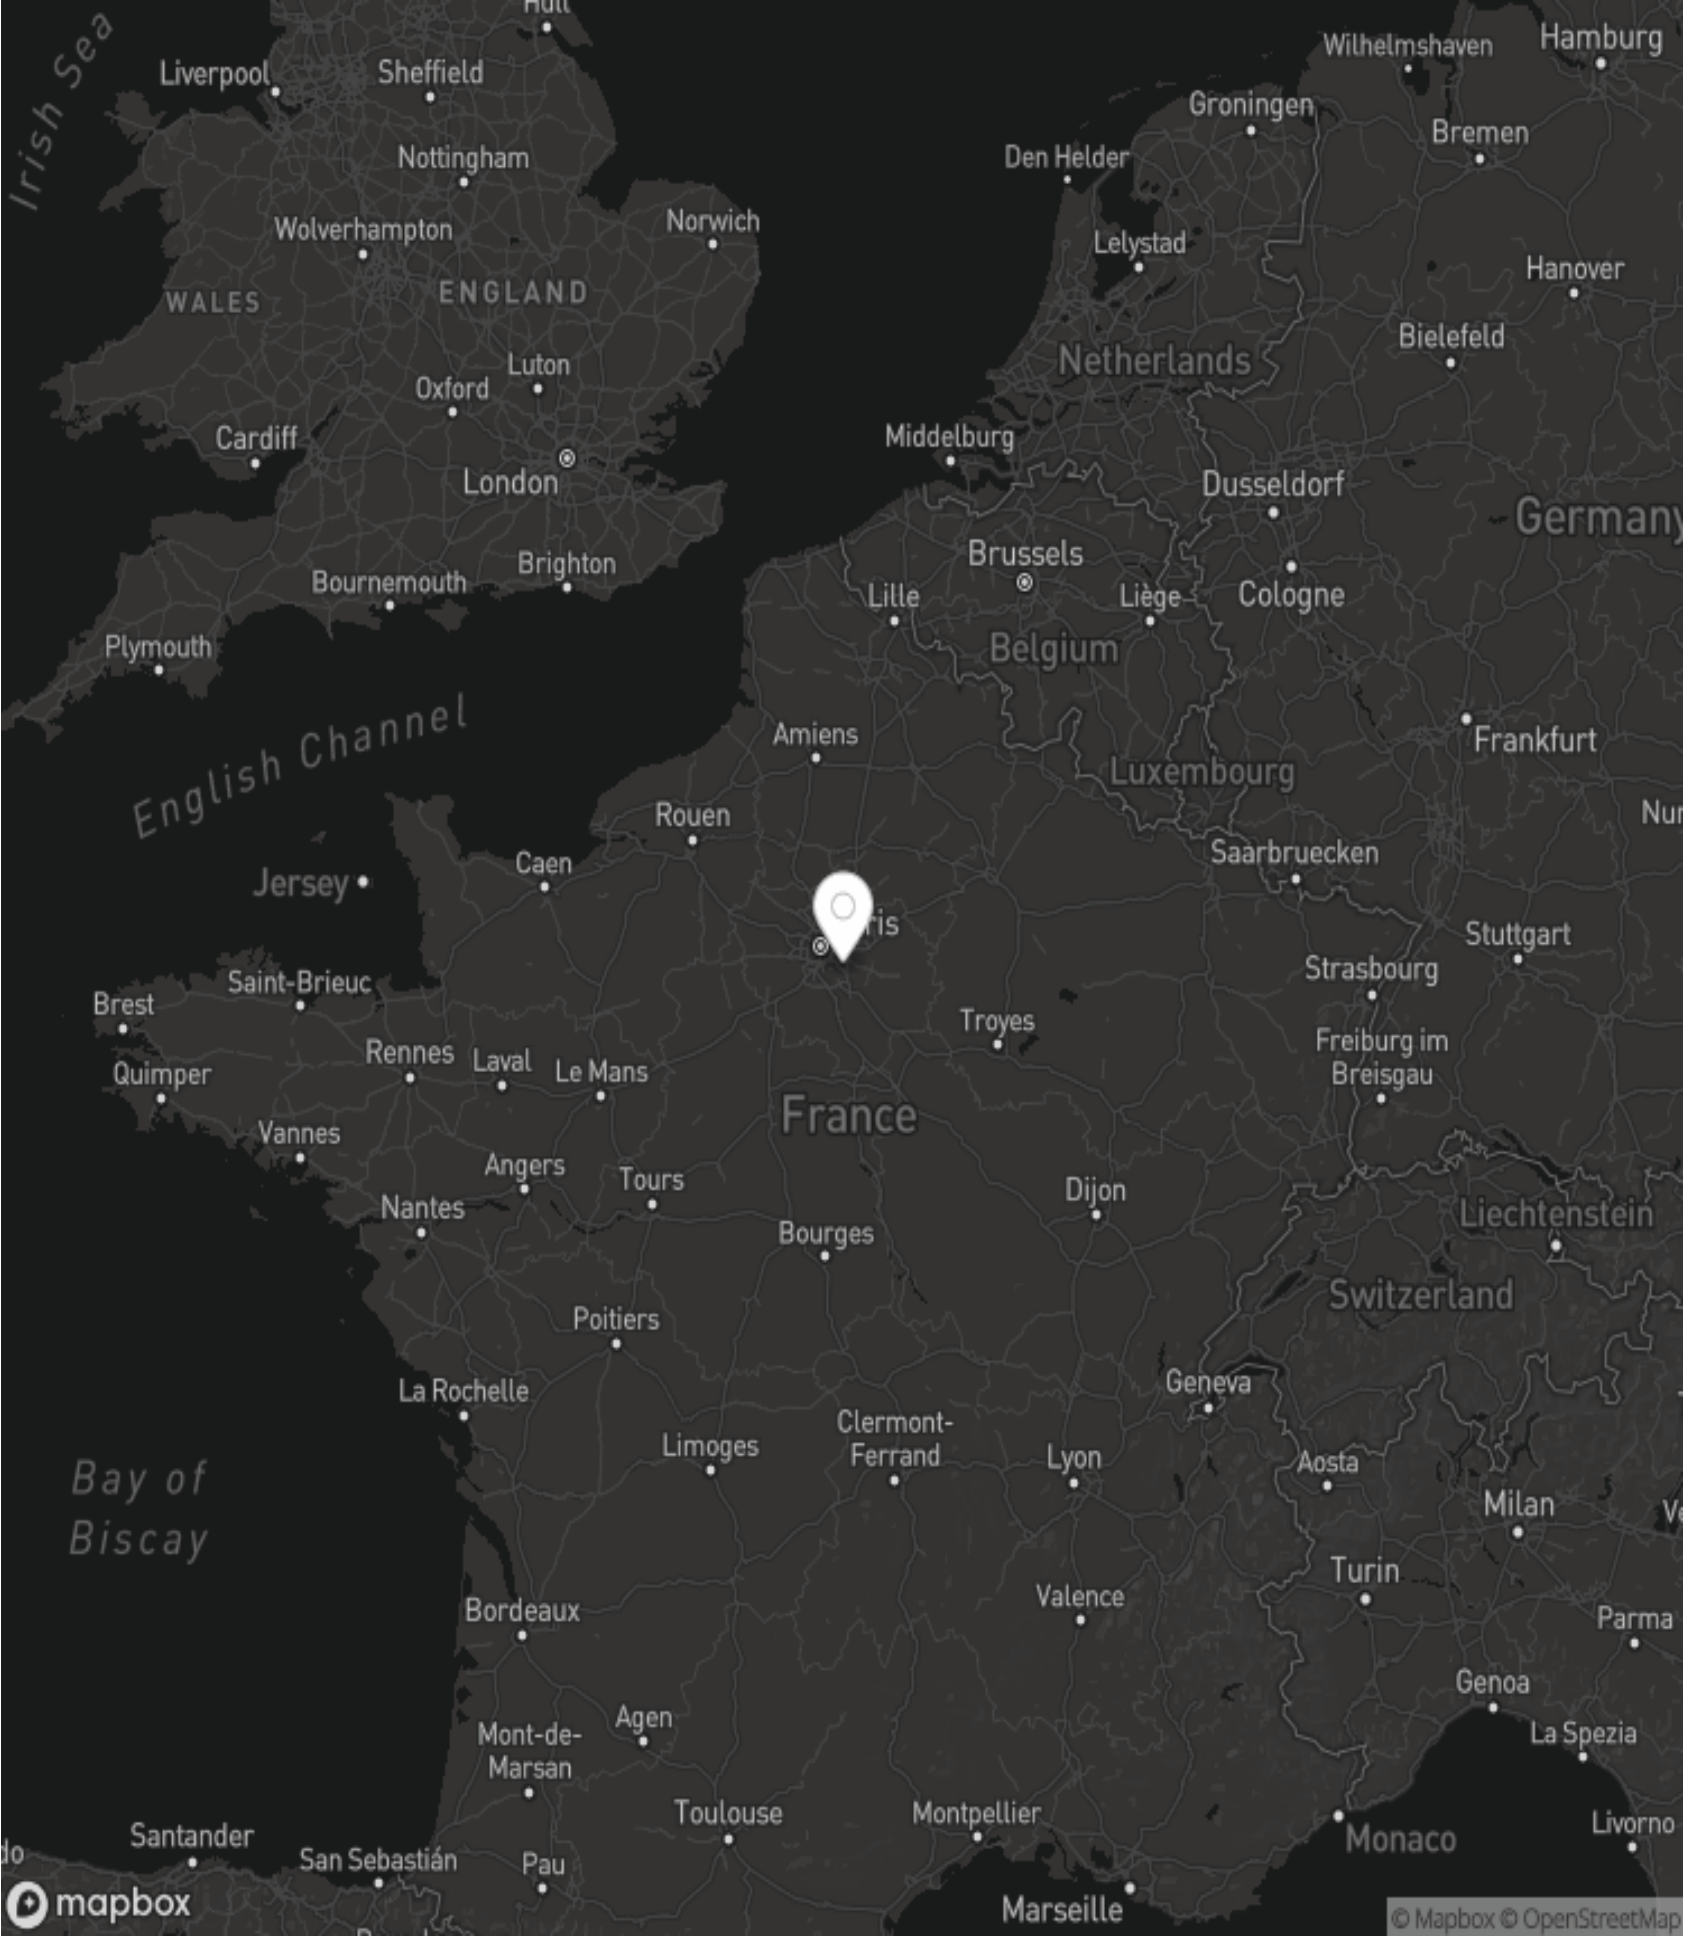 Hull
Irish Sea
Liverpool
Sheffield
Wilhelmshaven
Hamburg
Groningen
Bremen
Nottingham
Den Helder
Wolverhampton
Norwich
Lelystad
Hanover
WALES
ENGLAND
Bielefeld
Luton
Netherlands
Oxford
Cardiff
Middelburg
London
Dusseldorf
Germany
Brussels
Brighton
Bournemouth
Lille
Liège
Cologne
Plymouth
Belgium
English Channel
Amiens
Frankfurt
Luxembourg
Rouen
Nur
Caen
Saarbruecken
Jersey
ris
Stuttgart
Strasbourg
Saint-Brieuc
Brest
Troyes
Freiburg im
Breisgau
Rennes
Laval
Le Mans
Quimper
France
Vannes
Angers
Tours
Dijon
Nantes
Liechtenstein
Bourges
Switzerland
Poitiers
La Rochelle
Geneva
Clermont-
Ferrand
Limoges
Lyon
Aosta
Bay of
Biscay
Milan
Ve
Turin
Valence
Bordeaux
Parma
Genoa
Agen
La Spezia
Mont-de-
Marsan
Toulouse
Montpellier
Livorno
Santander
Monaco
do
San Sebastián
Pau
mapbox
Marseille
© Mapbox © OpenStreetMap